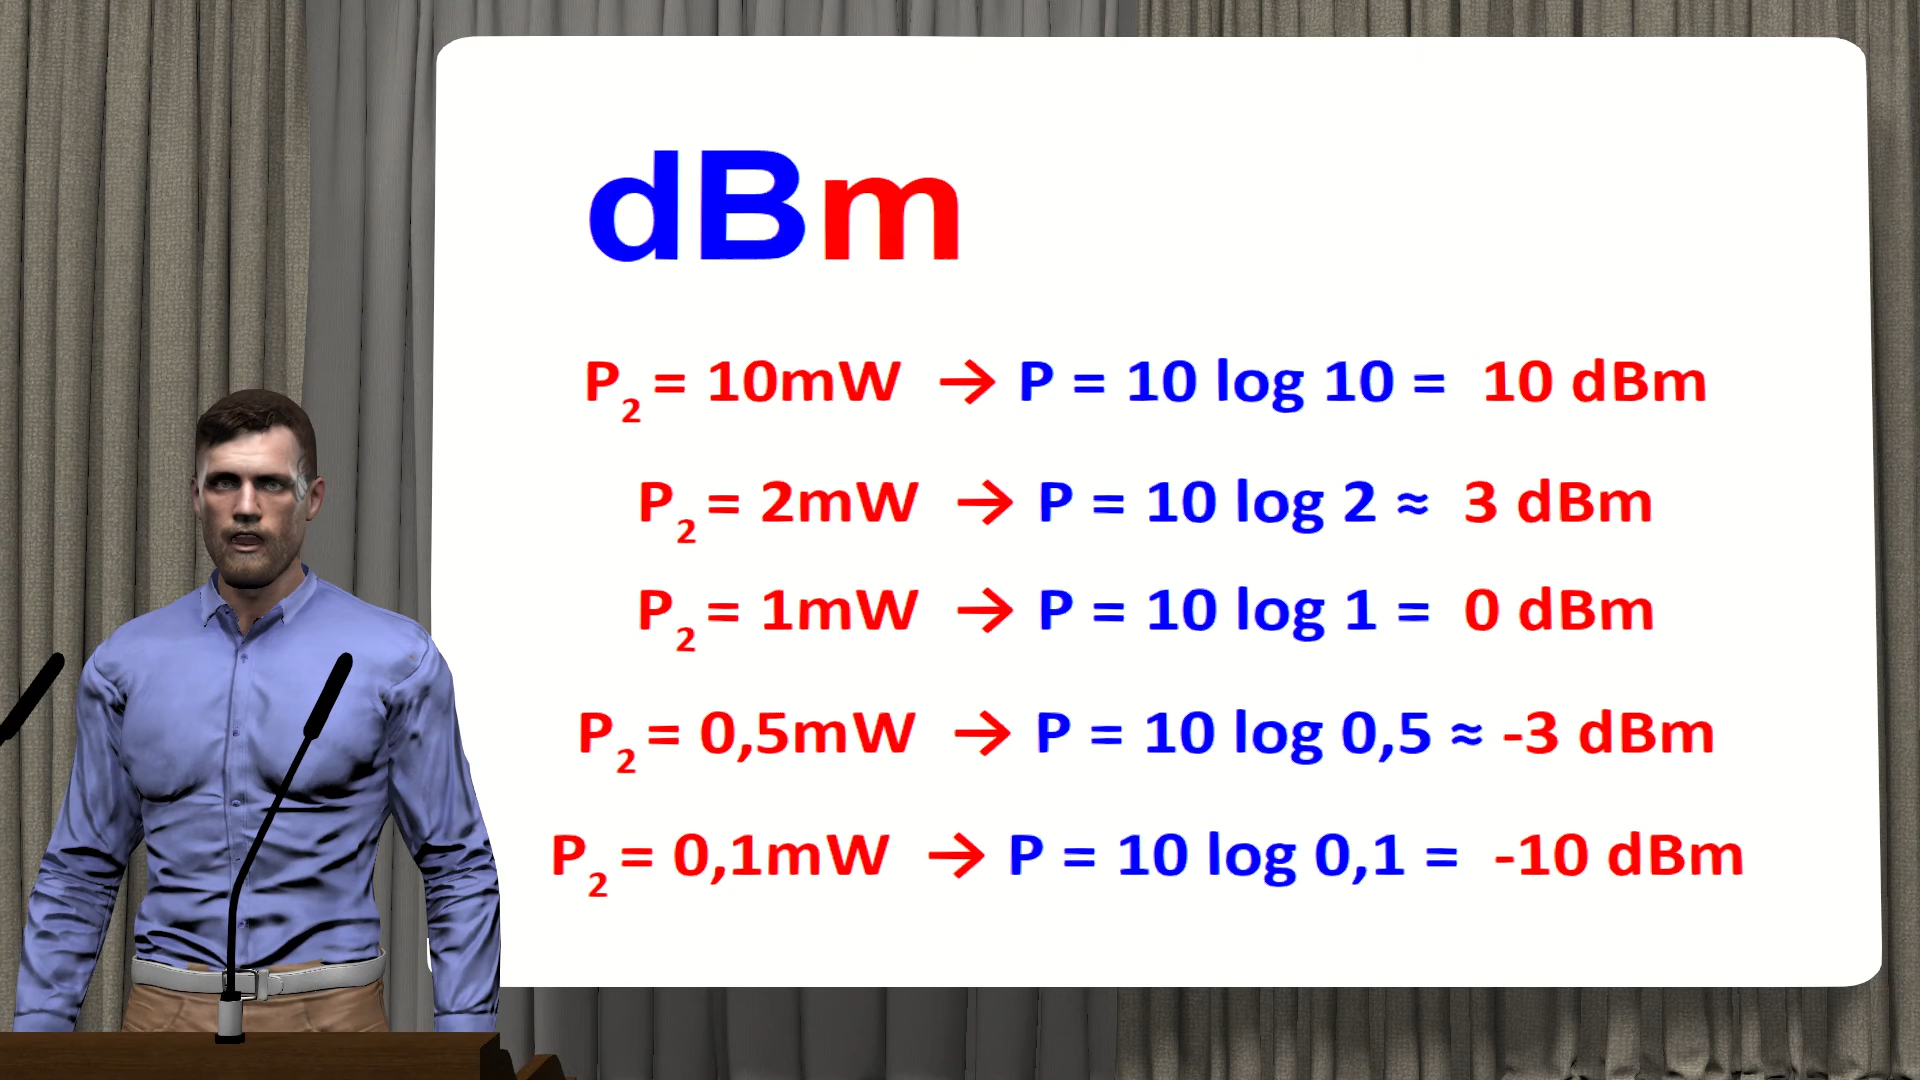 dBm
P2 = 10mW → P = 10 log 10 = 10 dBm
P2 = 2mW → P = 10 log 2 ≈ 3 dBm
P2 = 1mW → P = 10 log 1 = 0 dBm
P2 = 0,5mW → P = 10 log 0,5 ≈ -3 dBm
P2 = 0,1mW → P = 10 log 0,1 = -10 dBm